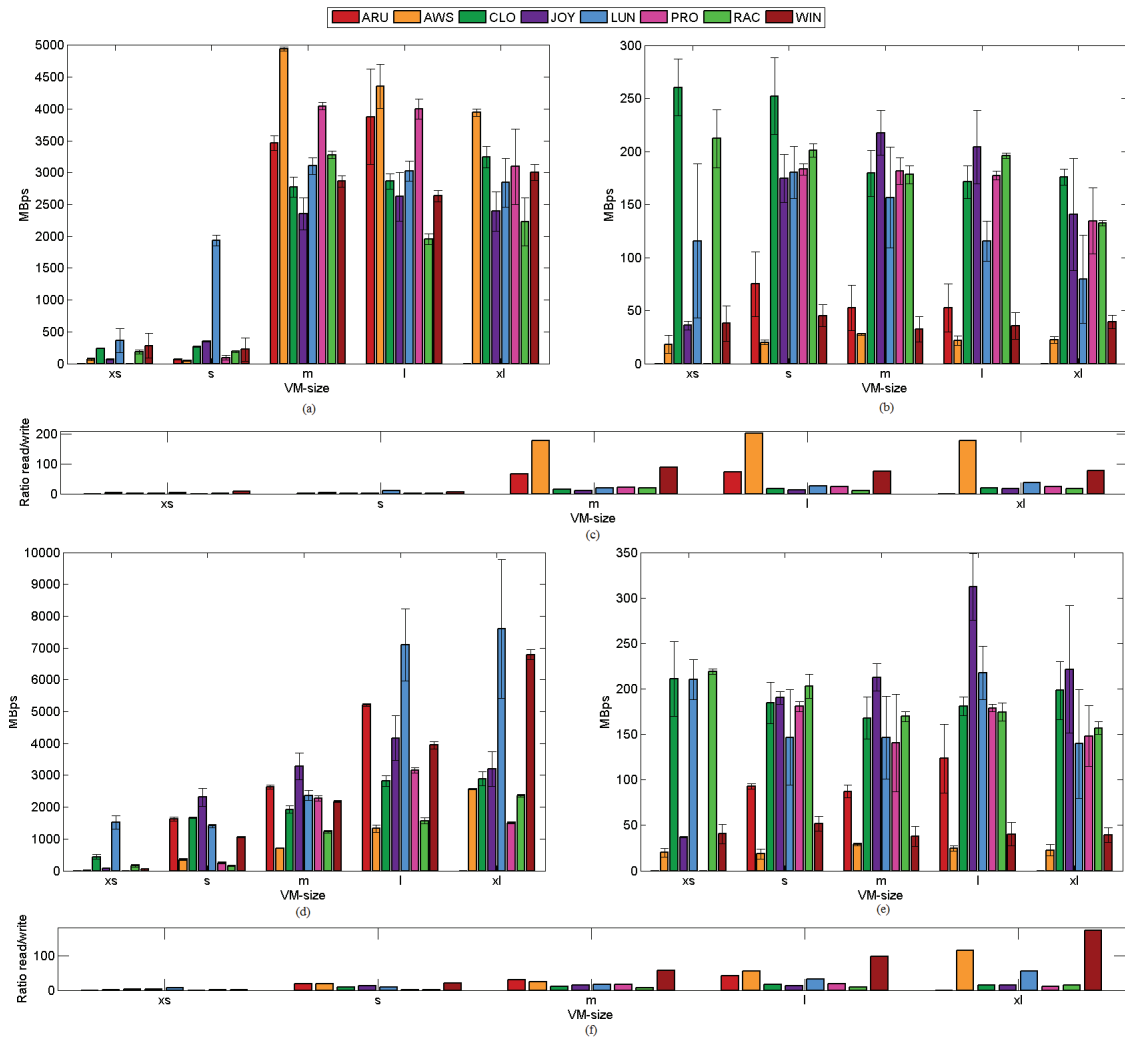 ARU AWS CLO JOY LUN PRO RAC WIN
5000
4500
4000
3500
3000
2500
2000
1500
1000
500
0
MBps
xs s m l xl
VM-size
(a)
300
250
200
150
100
50
0
MBps
xs s m l xl
VM-size
(b)
200
100
0
Ratio read/write
xs s m l xl
VM-size
(c)
10000
9000
8000
7000
6000
5000
4000
3000
2000
1000
0
MBps
xs s m l xl
VM-size
(d)
350
300
250
200
150
100
50
0
MBps
xs s m l xl
VM-size
(e)
100
0
Ratio read/write
xs s m l xl
VM-size
(f)